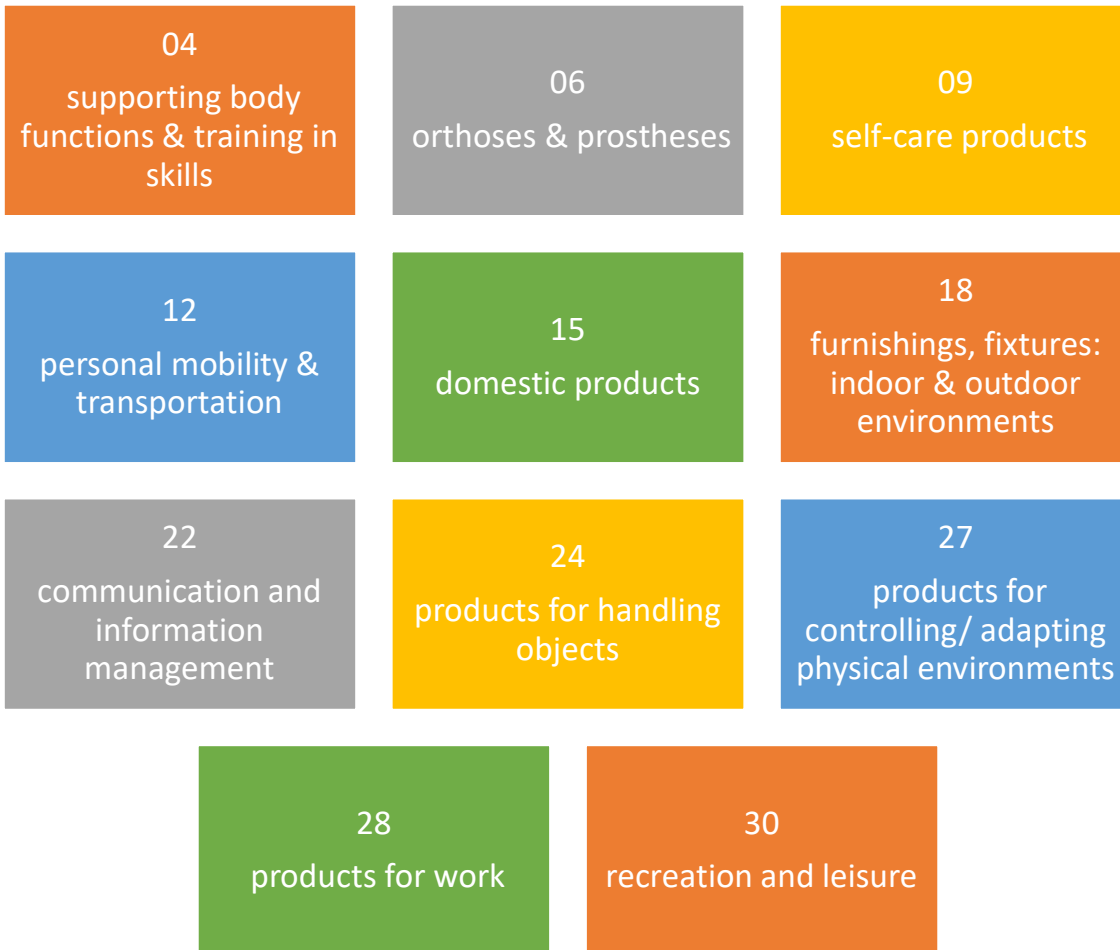 04
supporting body
functions & training in
skills
06
orthoses & prostheses
09
self-care products
12
personal mobility &
transportation
15
domestic products
18
furnishings, fixtures:
indoor & outdoor
environments
22
communication and
information
management
24
products for handling
objects
27
products for
controlling/ adapting
physical environments
28
products for work
30
recreation and leisure